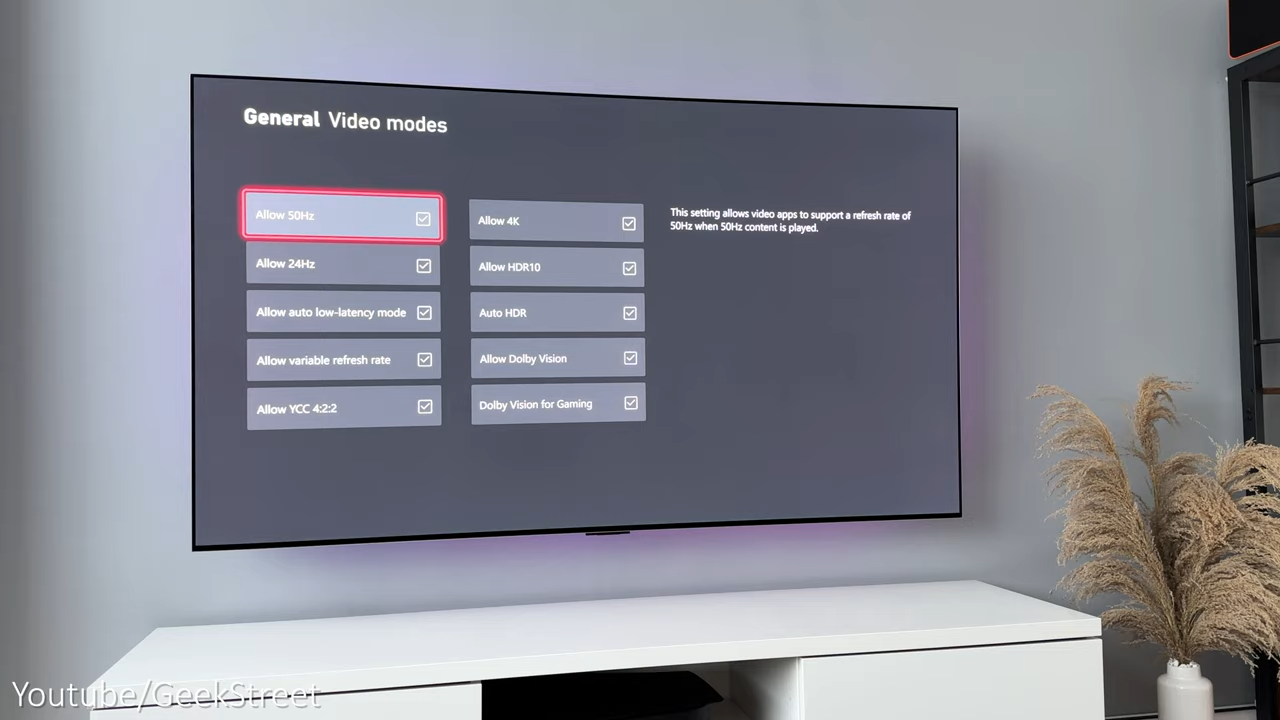 General Video modes
Allow 50Hz
Allow 24Hz
Allow auto low-latency mode
Allow variable refresh rate
Allow YCC 4:2:2
Allow 4K
Allow HDR10
Auto HDR
Allow Dolby Vision
Dolby Vision for Gaming
This setting allows video apps to support a refresh rate of
50Hz when 50Hz content is played.
Youtube/GeekStreet